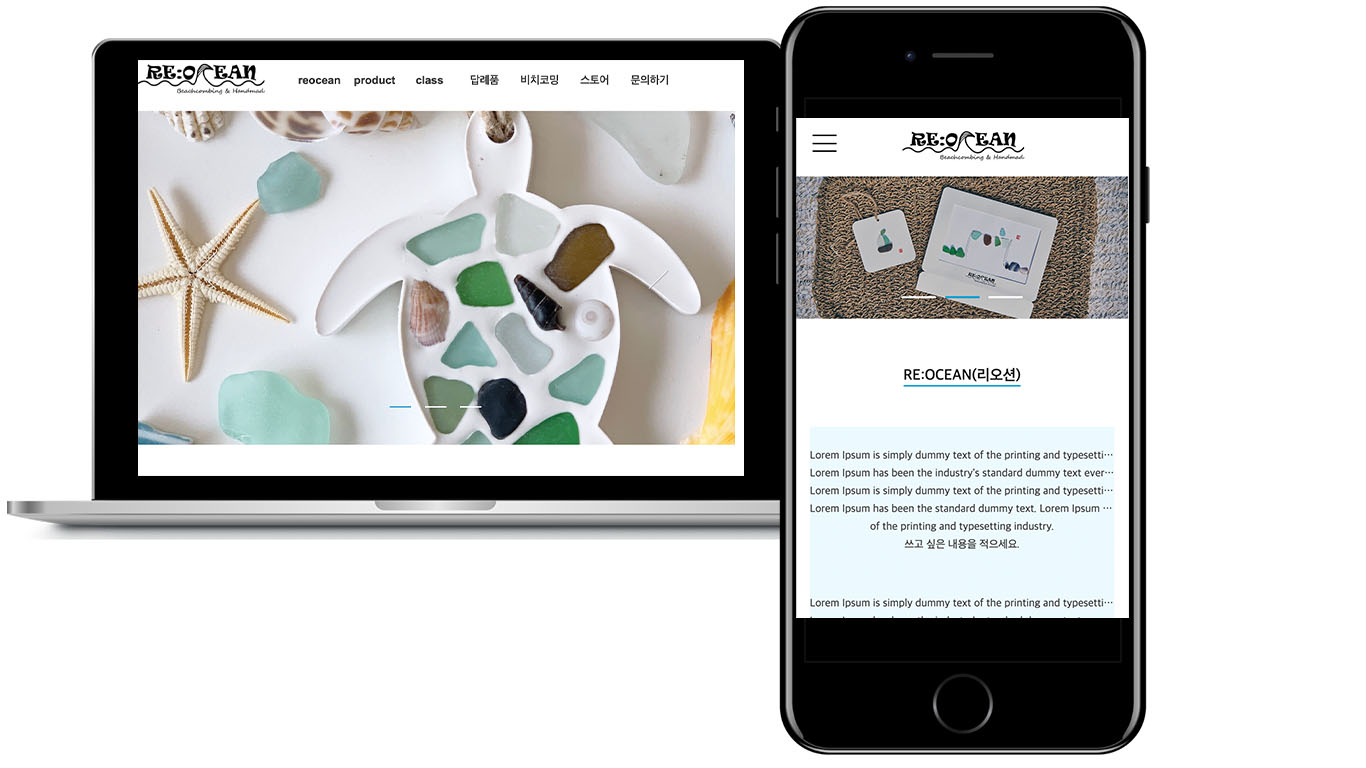 RE:OCEAN
Beachcombing & Handmad.
reocean product class 답례품 비치코밍 스토어 문의하기
RE:OCEAN
Beachcombing & Handmad.
RE:OCEAN
RE:OCEAN(리오션)
Lorem Ipsum is simply dummy text of the printing and typesetti…
Lorem Ipsum has been the industry's standard dummy text ever…
Lorem Ipsum is simply dummy text of the printing and typesetti…
Lorem Ipsum has been the standard dummy text. Lorem Ipsum …
of the printing and typesetting industry.
쓰고 싶은 내용을 적으세요.
Lorem Ipsum is simply dummy text of the printing and typesetti…